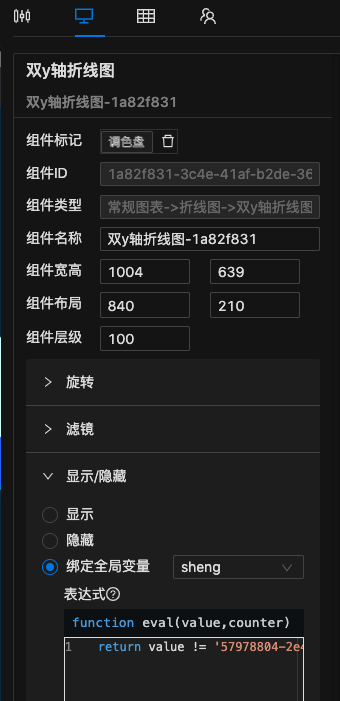 双y轴折线图
双y轴折线图-1a82f831
组件标记 调色盘
组件ID 1a82f831-3c4e-41af-b2de-36
组件类型 常规图表->折线图->双y轴折线图
组件名称 双y轴折线图-1a82f831
组件宽高 1004 639
组件布局 840 210
组件层级 100
旋转
滤镜
显示/隐藏
显示
隐藏
绑定全局变量 sheng
表达式
function eval(value,counter)
1 return value != '57978804-2e4